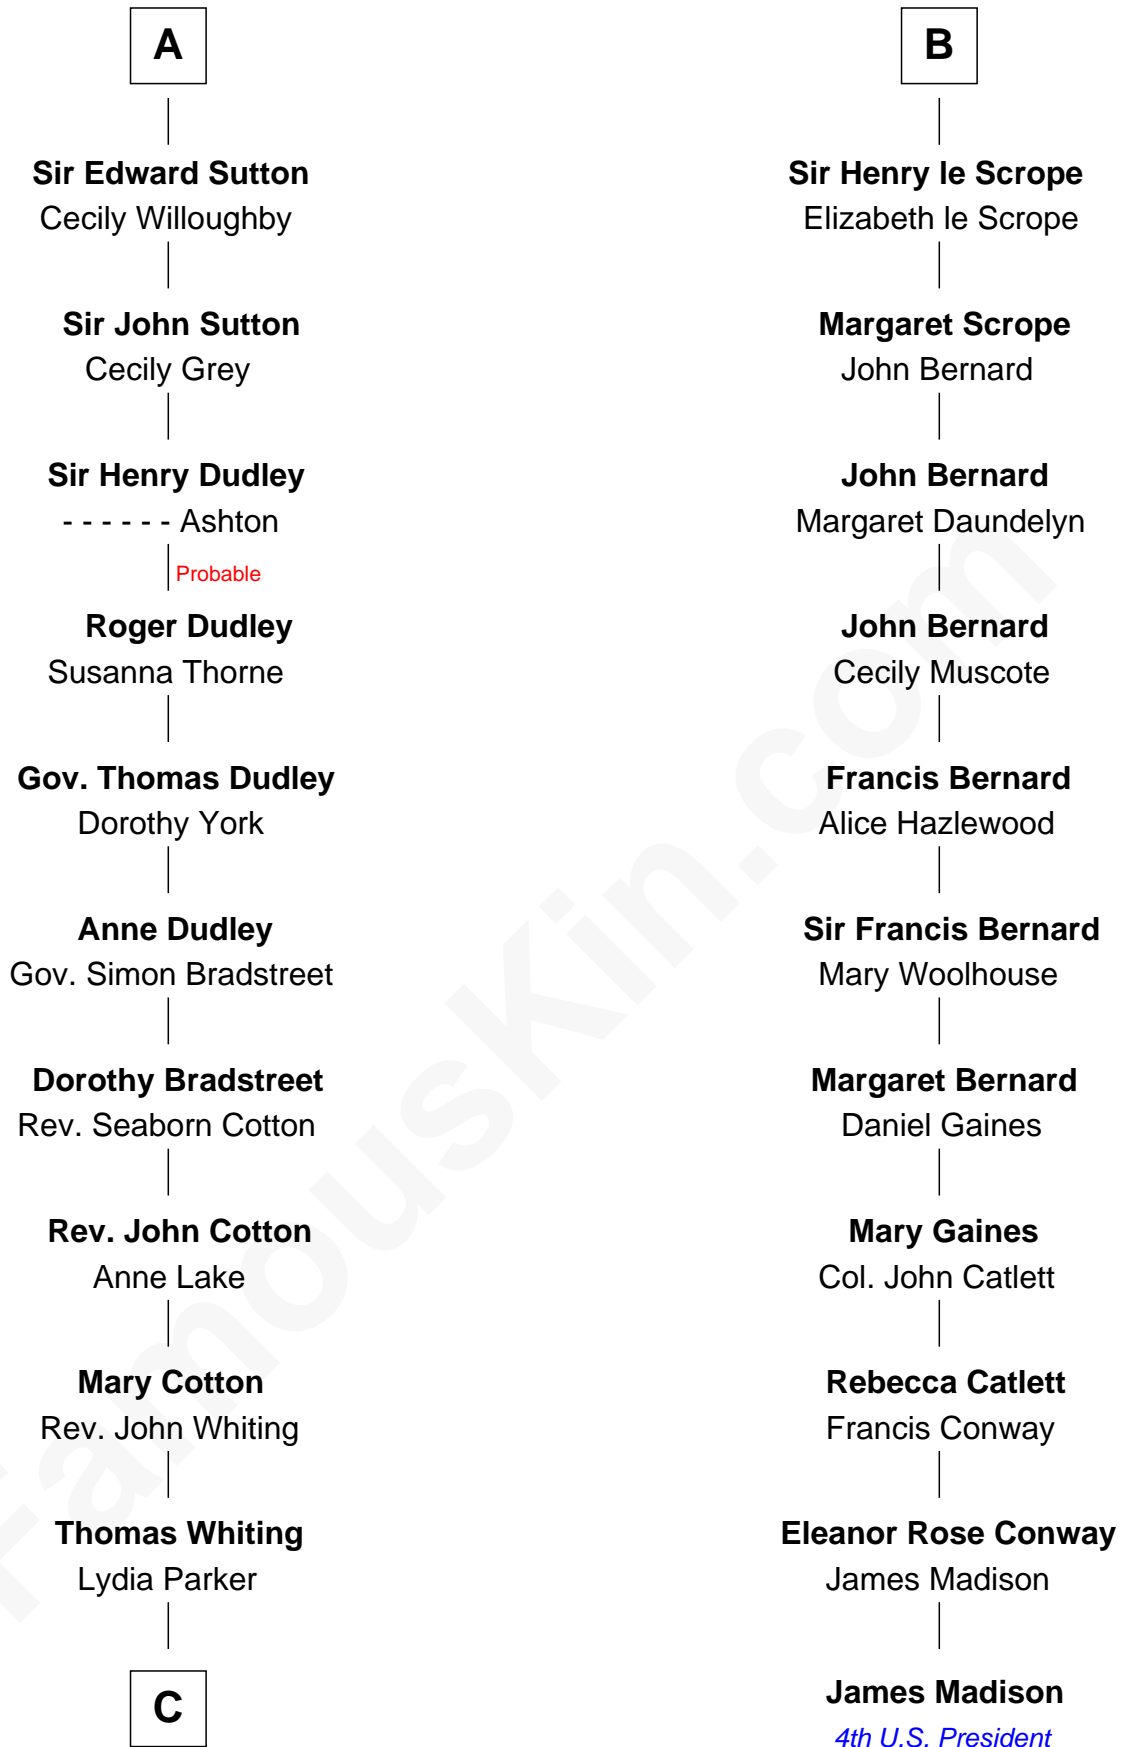 A
Sir Edward Sutton
Cecily Willoughby
Sir John Sutton
Cecily Grey
Sir Henry Dudley
- - - - - - Ashton
Probable
Roger Dudley
Susanna Thorne
Gov. Thomas Dudley
Dorothy York
Anne Dudley
Gov. Simon Bradstreet
Dorothy Bradstreet
Rev. Seaborn Cotton
Rev. John Cotton
Anne Lake
Mary Cotton
Rev. John Whiting
Thomas Whiting
Lydia Parker
C
B
Sir Henry le Scrope
Elizabeth le Scrope
Margaret Scrope
John Bernard
John Bernard
Margaret Daundelyn
John Bernard
Cecily Muscote
Francis Bernard
Alice Hazlewood
Sir Francis Bernard
Mary Woolhouse
Margaret Bernard
Daniel Gaines
Mary Gaines
Col. John Catlett
Rebecca Catlett
Francis Conway
Eleanor Rose Conway
James Madison
James Madison
4th U.S. President
FamousKin.com